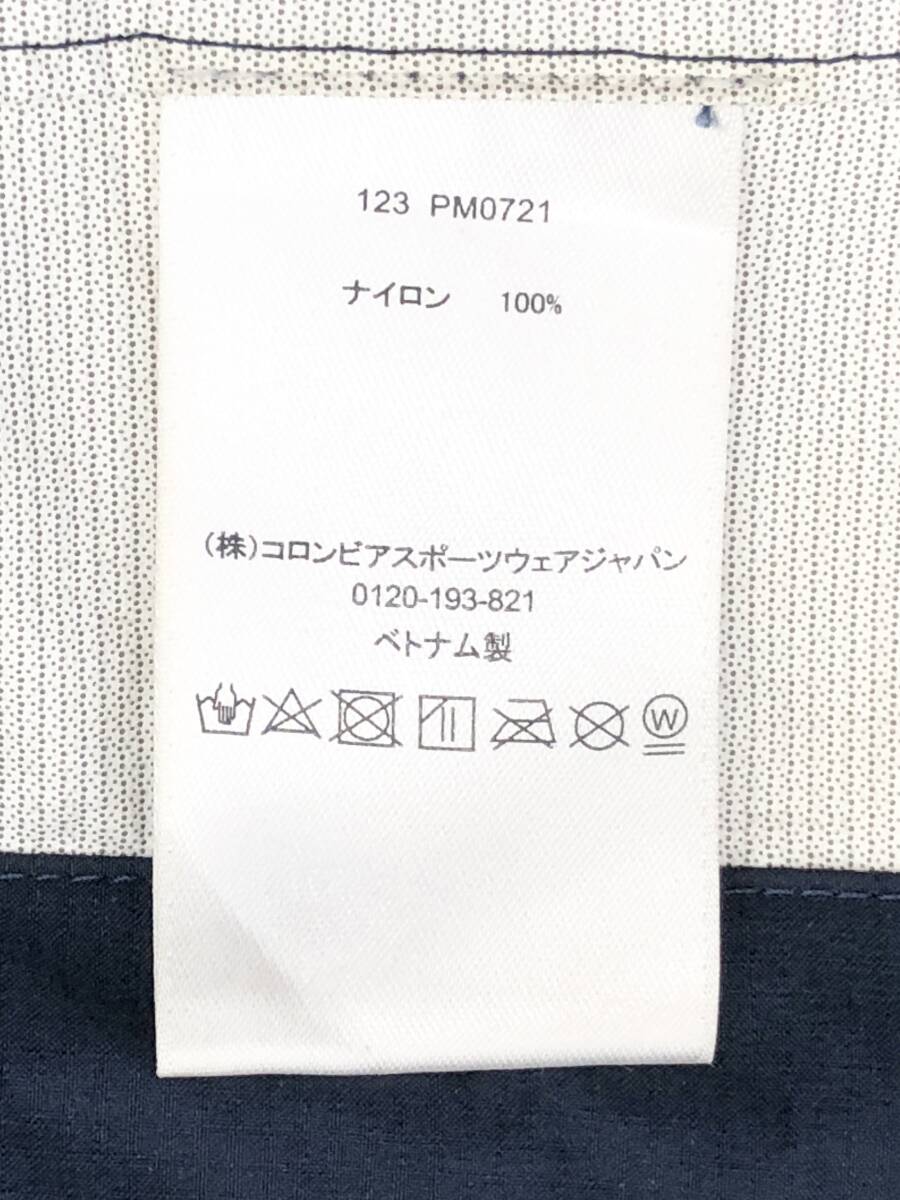 123 PM0721
ナイロン 100%
(株)コロンビアスポーツウェアジャパン
0120-193-821
ベトナム製
W